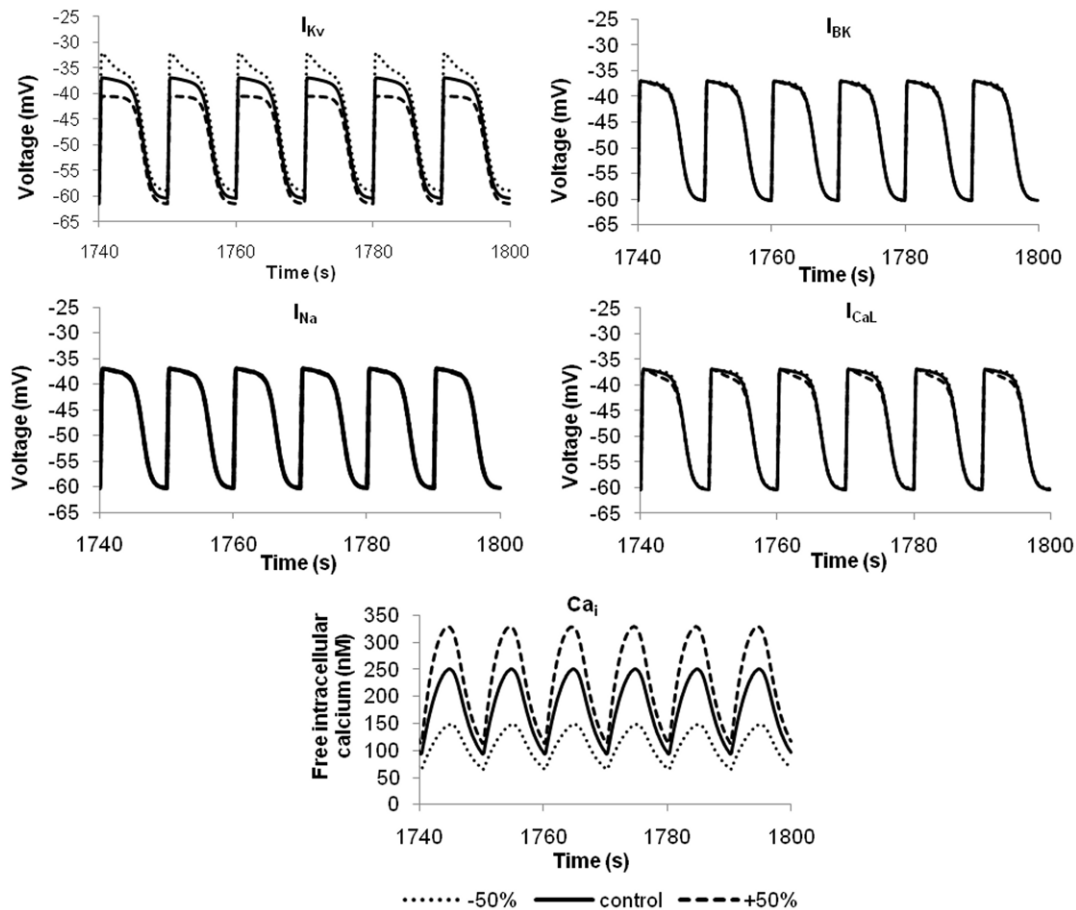 I_Kv
Voltage (mV)
-25
-30
-35
-40
-45
-50
-55
-60
-65
1740 1760 1780 1800
Time (s)
I_BK
Voltage (mV)
-25
-30
-35
-40
-45
-50
-55
-60
-65
1740 1760 1780 1800
Time (s)
I_Na
Voltage (mV)
-25
-30
-35
-40
-45
-50
-55
-60
-65
1740 1760 1780 1800
Time (s)
I_CaL
Voltage (mV)
-25
-30
-35
-40
-45
-50
-55
-60
-65
1740 1760 1780 1800
Time (s)
Ca_i
Free intracellular
calcium (nM)
350
300
250
200
150
100
50
0
1740 1760 1780 1800
Time (s)
-50% control +50%